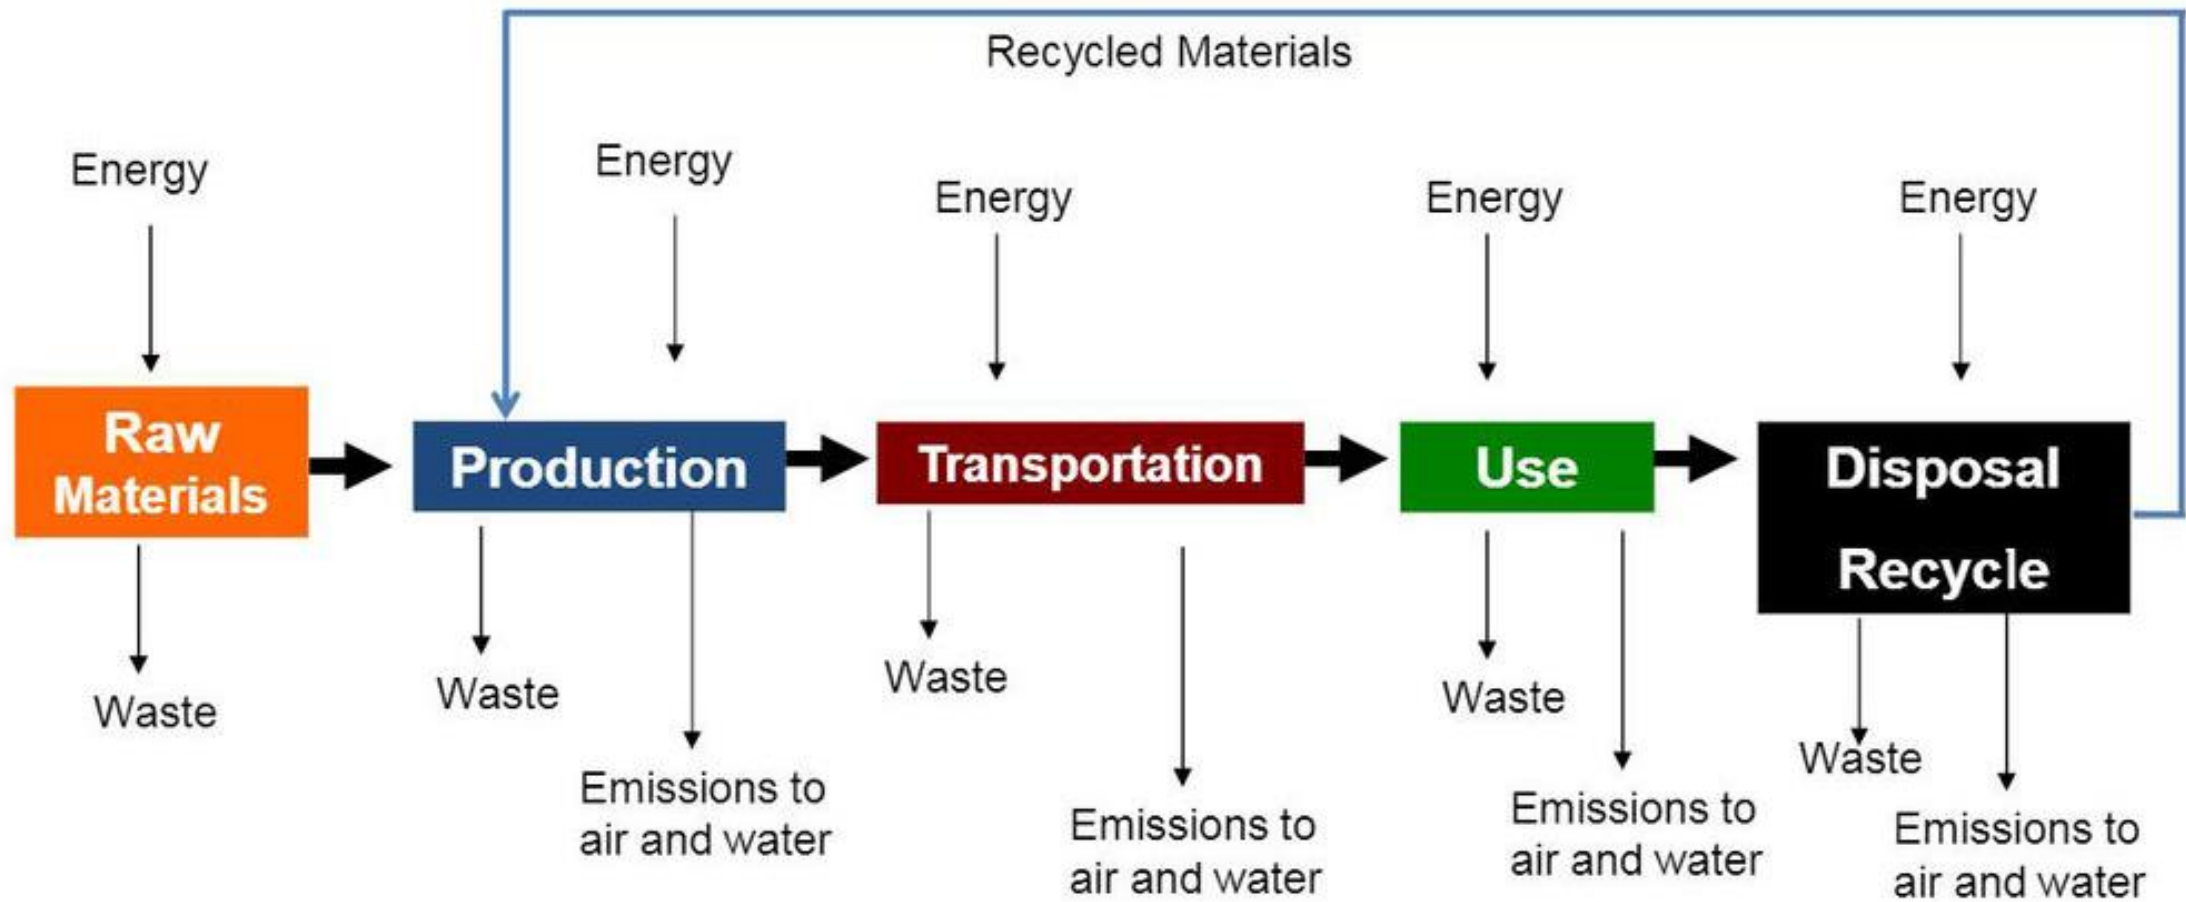 Recycled Materials
Energy
Energy
Energy
Energy
Energy
Raw
Materials
Production
Transportation
Use
Disposal
Recycle
Waste
Waste
Emissions to
air and water
Waste
Emissions to
air and water
Waste
Emissions to
air and water
Waste
Emissions to
air and water